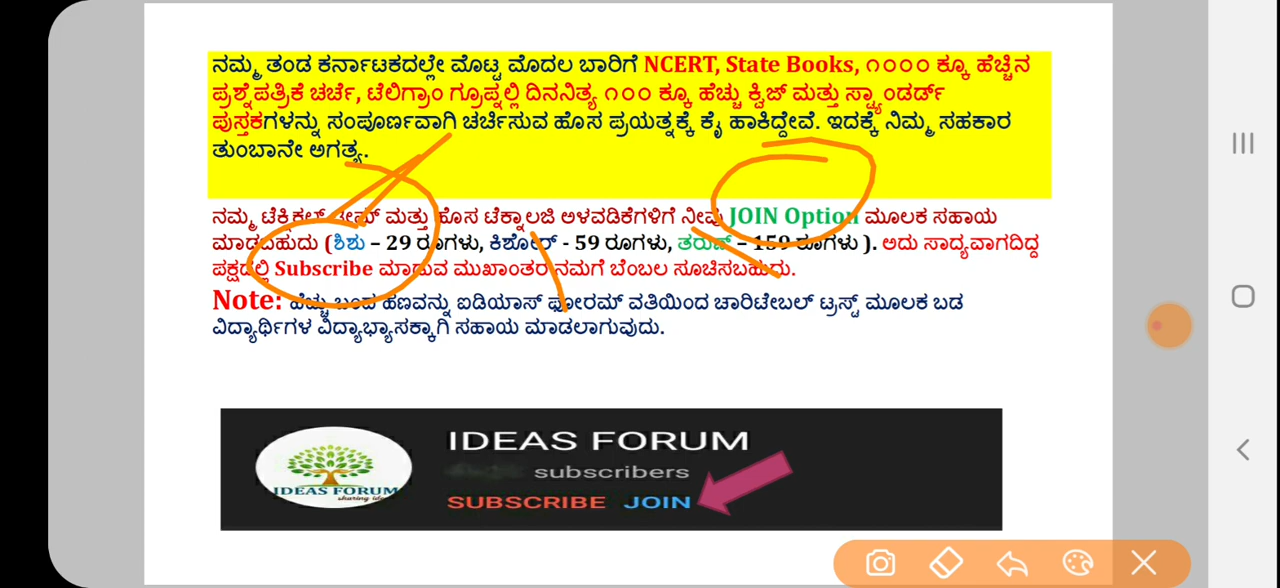 ನಮ್ಮ ತಂಡ ಕರ್ನಾಟಕದಲ್ಲೇ ಮೊಟ್ಟ ಮೊದಲ ಬಾರಿಗೆ NCERT, State Books, ೧೦೦೦ ಕ್ಕೂ ಹೆಚ್ಚಿನ
ಪ್ರಶ್ನೆಪತ್ರಿಕೆ ಚರ್ಚೆ, ಟೆಲಿಗ್ರಾಂ ಗ್ರೂಪ್ನಲ್ಲಿ ದಿನನಿತ್ಯ ೧೦೦ ಕ್ಕೂ ಹೆಚ್ಚು ಕ್ವಿಜ್ ಮತ್ತು ಸ್ಟ್ಯಾಂಡರ್ಡ್
ಪುಸ್ತಕಗಳನ್ನು ಸಂಪೂರ್ಣವಾಗಿ ಚರ್ಚಿಸುವ ಹೊಸ ಪ್ರಯತ್ನಕ್ಕೆ ಕೈ ಹಾಕಿದ್ದೇವೆ. ಇದಕ್ಕೆ ನಿಮ್ಮ ಸಹಕಾರ
ತುಂಬಾನೇ ಅಗತ್ಯ.
ನಮ್ಮ ಟೆಕ್ನಿಕಲ್ ಟೀಮ್ ಮತ್ತು ಹೊಸ ಟೆಕ್ನಾಲಜಿ ಅಳವಡಿಕೆಗಳಿಗೆ ನೀವು JOIN Option ಮೂಲಕ ಸಹಾಯ
ಮಾಡಬಹುದು (ಶಿಶು – 29 ರೂಗಳು, ಕಿಶೋರ್ - 59 ರೂಗಳು, ತರುಣ್ – 159 ರೂಗಳು ). ಅದು ಸಾದ್ಯವಾಗದಿದ್ದ
ಪಕ್ಷದಲ್ಲಿ Subscribe ಮಾಡುವ ಮುಖಾಂತರ ನಮಗೆ ಬೆಂಬಲ ಸೂಚಿಸಬಹುದು.
Note: ಹೆಚ್ಚು ಬಂದ ಹಣವನ್ನು ಐಡಿಯಾಸ್ ಫೋರಮ್ ವತಿಯಿಂದ ಚಾರಿಟೇಬಲ್ ಟ್ರಸ್ಟ್ ಮೂಲಕ ಬಡ
ವಿದ್ಯಾರ್ಥಿಗಳ ವಿದ್ಯಾಭ್ಯಾಸಕ್ಕಾಗಿ ಸಹಾಯ ಮಾಡಲಾಗುವುದು.
IDEAS FORUM
subscribers
SUBSCRIBE JOIN
IDEAS FORUM